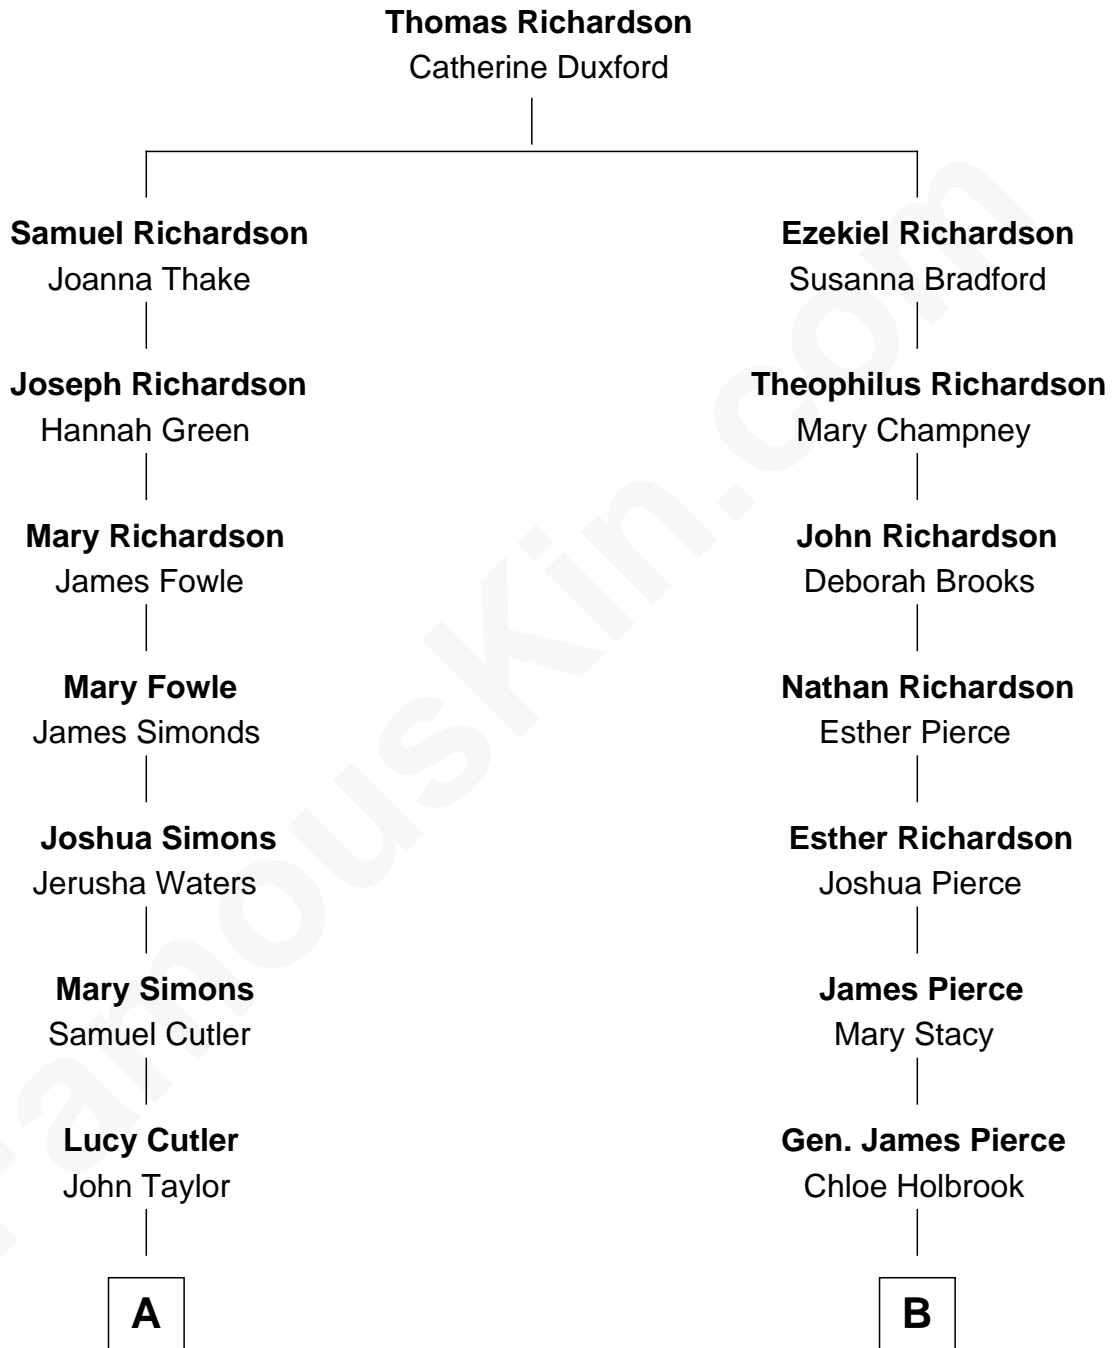 Thomas Richardson
Catherine Duxford
Samuel Richardson
Joanna Thake
Joseph Richardson
Hannah Green
Mary Richardson
James Fowle
Mary Fowle
James Simonds
Joshua Simons
Jerusha Waters
Mary Simons
Samuel Cutler
Lucy Cutler
John Taylor
A
Ezekiel Richardson
Susanna Bradford
Theophilus Richardson
Mary Champney
John Richardson
Deborah Brooks
Nathan Richardson
Esther Pierce
Esther Richardson
Joshua Pierce
James Pierce
Mary Stacy
Gen. James Pierce
Chloe Holbrook
B
FamousKin.com